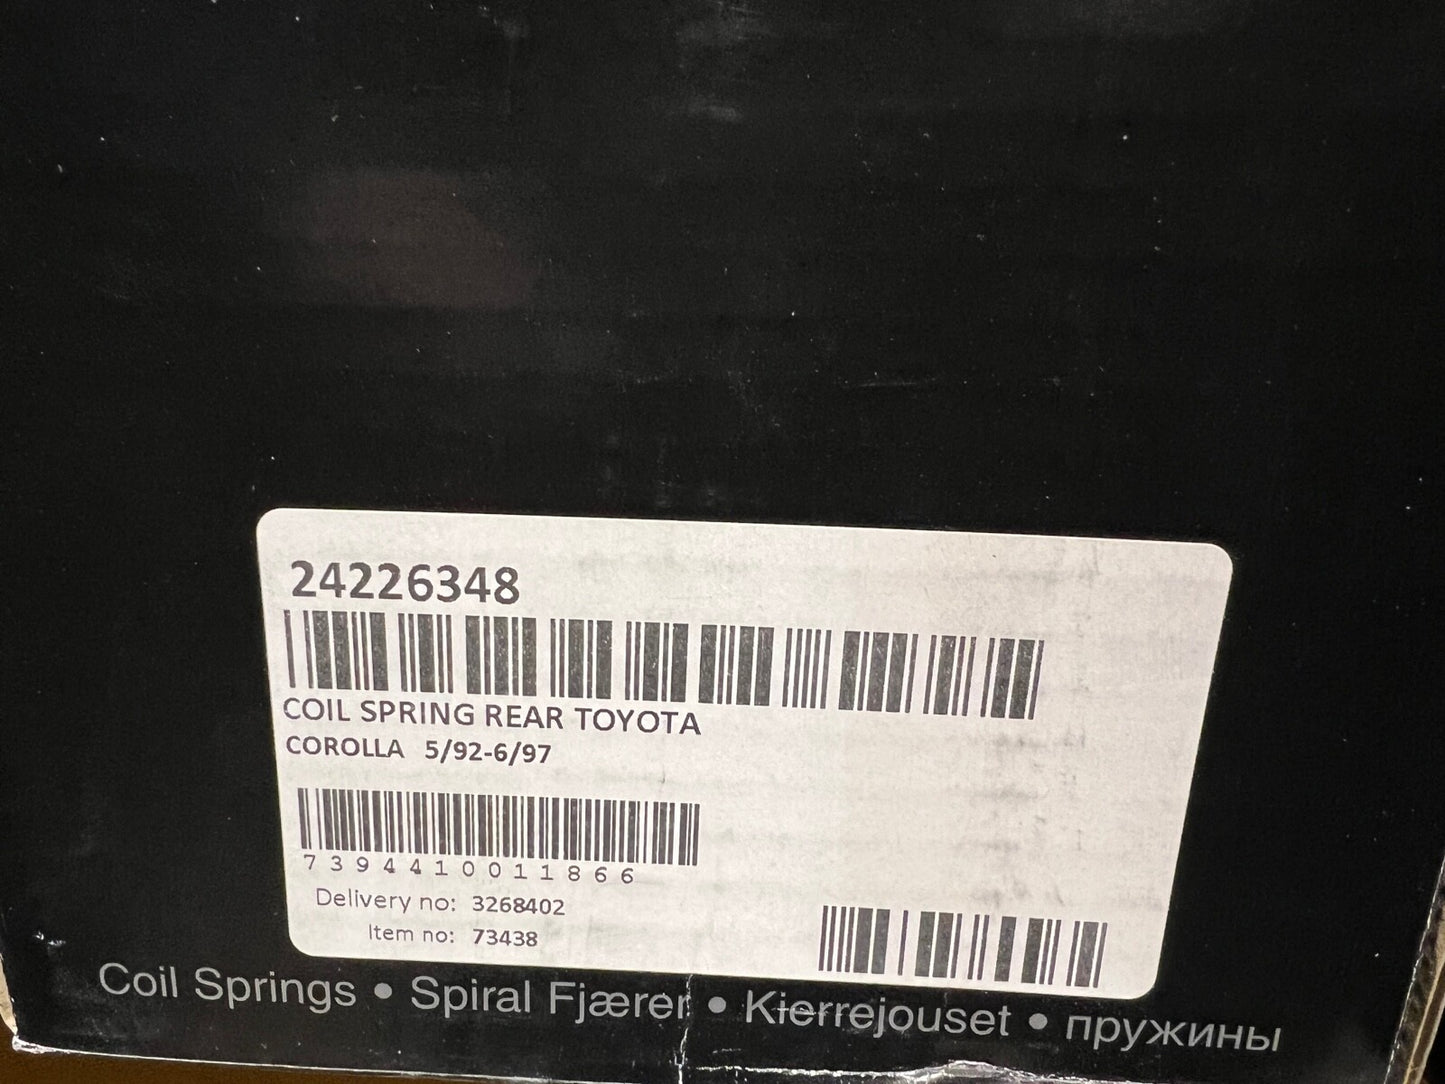 24226348
COIL SPRING REAR TOYOTA
COROLLA 5/92-6/97
7394410011866
Delivery no: 3268402
Item no: 73438
Coil Springs • Spiral Fjærer • Kierrejouset • пружины